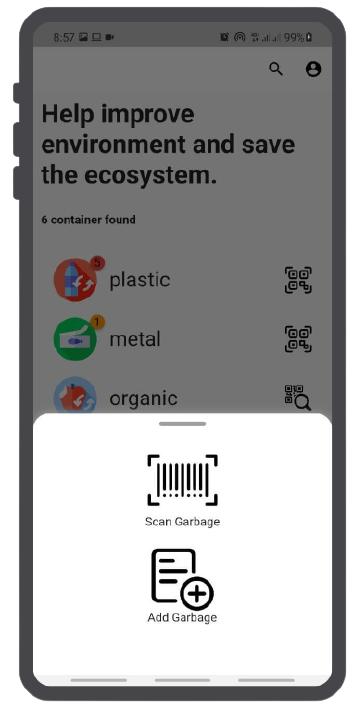 8:57 99%
Help improve
environment and save
the ecosystem.
6 container found
5
plastic
1
metal
organic
Scan Garbage
Add Garbage